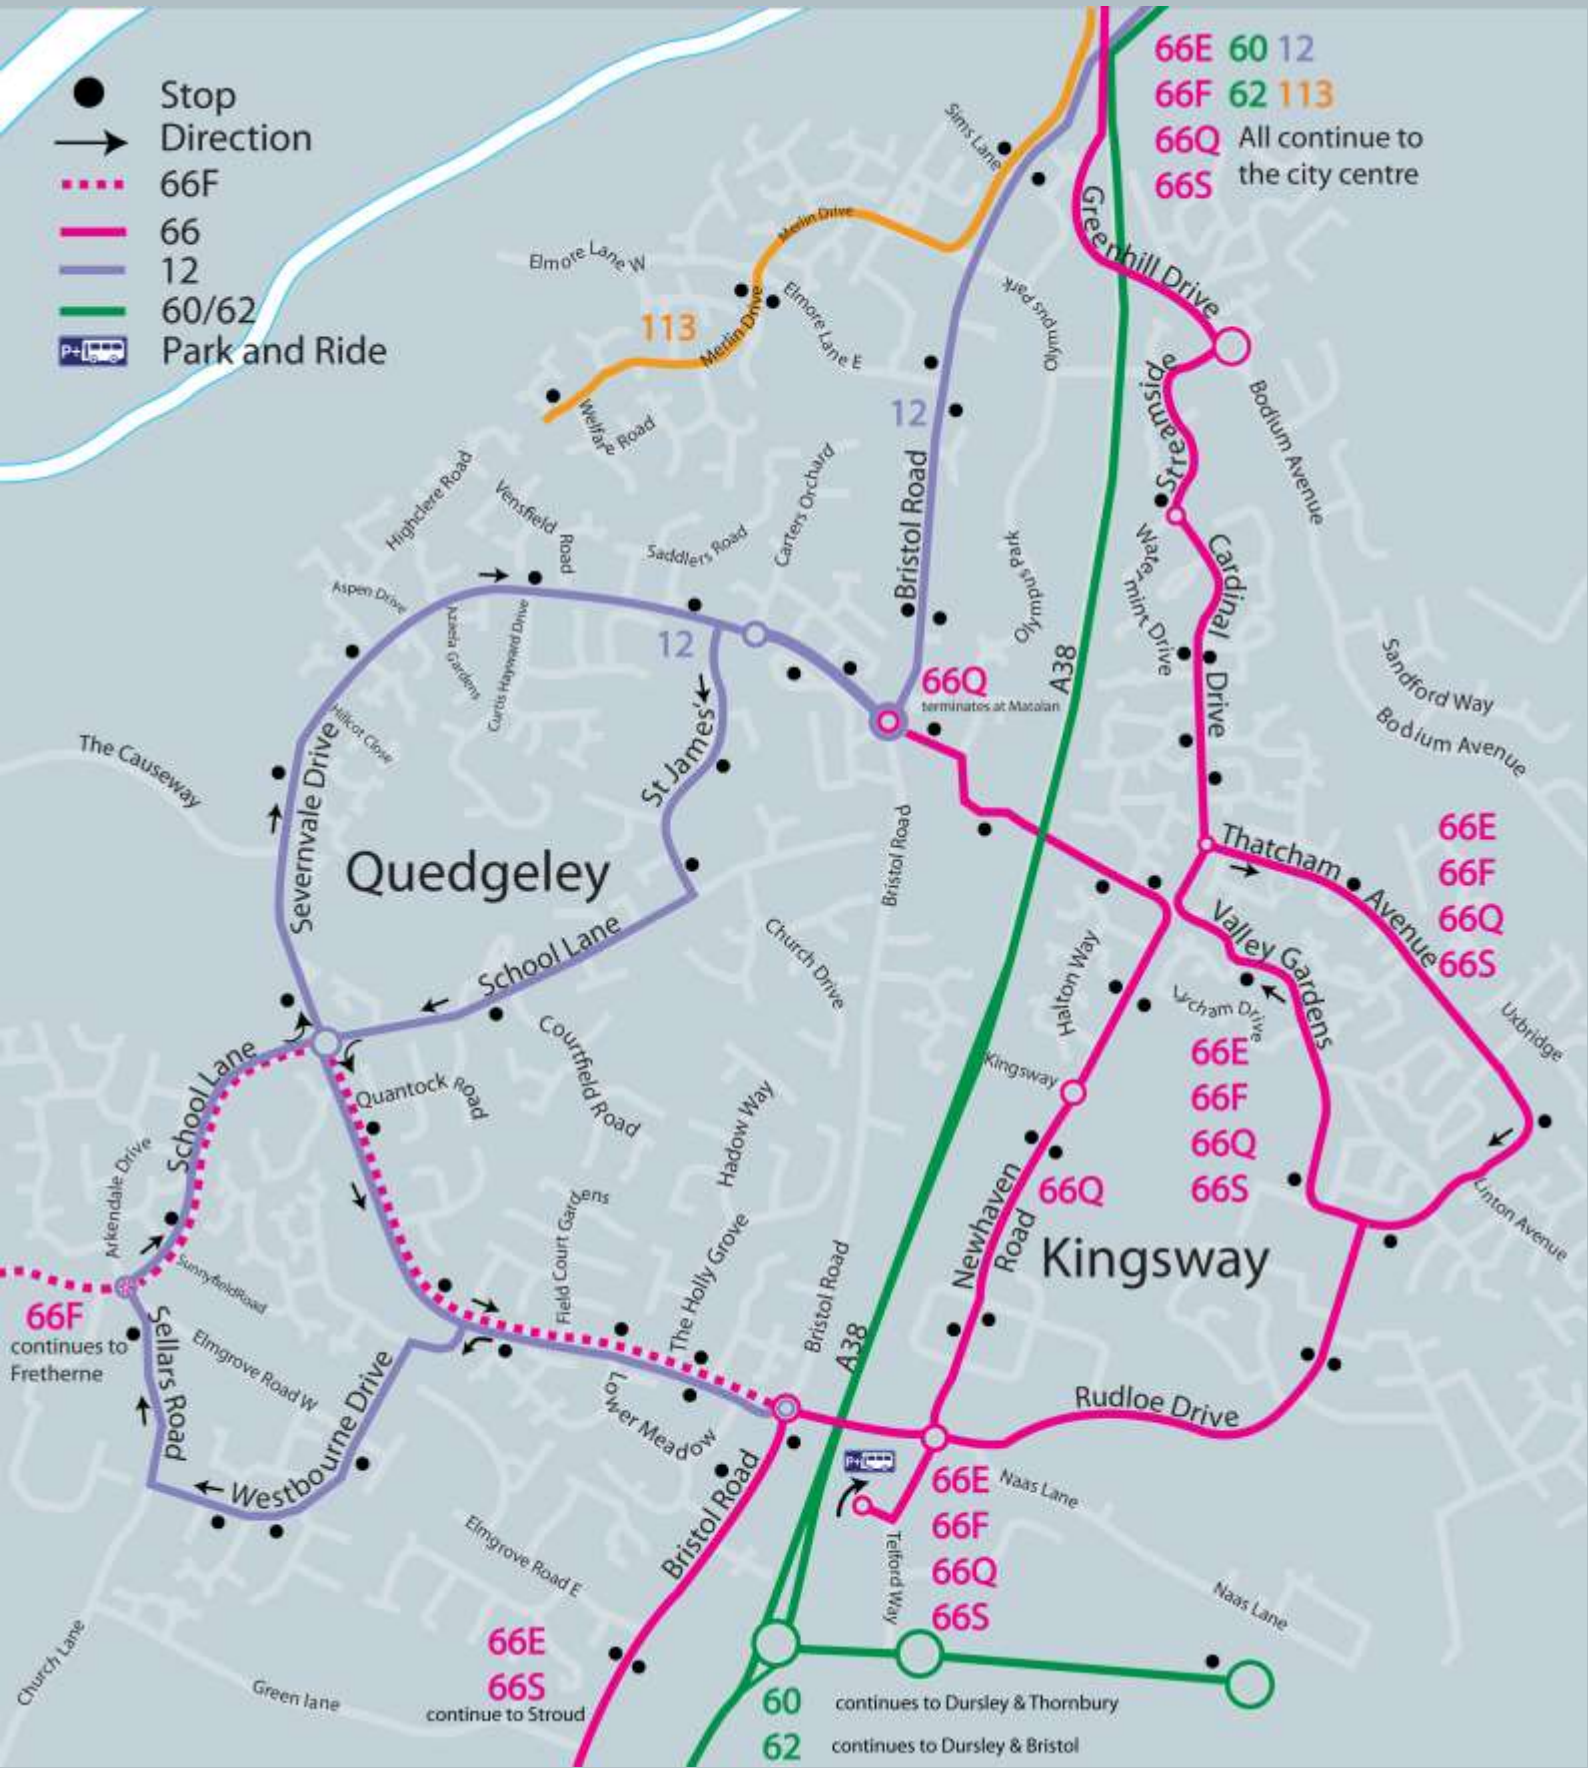 Stop
Direction
66F
66
12
60/62
P+
Park and Ride
66E 60 12
66F 62 113
66Q All continue to
66S the city centre
Sims Lane
Greenhill Drive
Merlin Drive
Elmore Lane W
Olympus Park
Elmore Lane E
113
Merlin Drive
Streamside
Bodium Avenue
12
Welfare Road
Highclere Road
Vensfield Road
Saddlers Road
Carters Orchard
Bristol Road
Olympus Park
Watermint Drive
Cardinal Drive
Aspen Drive
Azaela Gardens
Curtis Hayward Drive
12
A38
Sandford Way
Bodium Avenue
66Q
terminates at Matalan
Hillcot Close
The Causeway
St James's
Severnvale Drive
Quedgeley
Bristol Road
Thatcham Avenue
66E
66F
66Q
66S
Valley Gardens
School Lane
Church Drive
Halton Way
Uxbridge
Courtfield Road
School Lane
Quantock Road
Kingsway
66E
66F
66Q
66S
Hadow Way
Arkendale Drive
Newhaven Road
66Q
Kingsway
Linton Avenue
Field Court Gardens
The Holly Grove
Bristol Road
A38
SunnyfieldRoad
66F
continues to
Fretherne
Sellars Road
Elmgrove Road W
Westbourne Drive
Lower Meadow
Rudloe Drive
Bristol Road
P+
66E
66F
66Q
66S
Naas Lane
Elmgrove Road E
Telford Way
Naas Lane
Church Lane
Green lane
66E
66S
continue to Stroud
60 continues to Dursley & Thornbury
62 continues to Dursley & Bristol